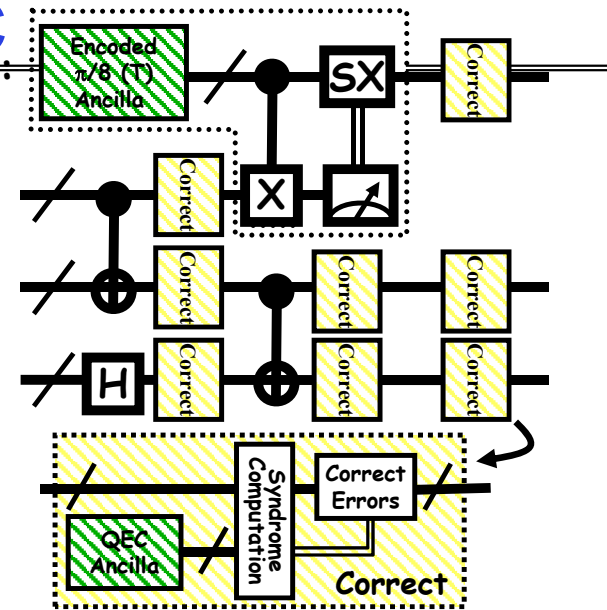 Encoded
π/8 (T)
Ancilla
SX
Correct
Correct
X
Correct
Correct
Correct
H
Correct
Correct
Correct
Syndrome
Computation
Correct
Errors
QEC
Ancilla
Correct